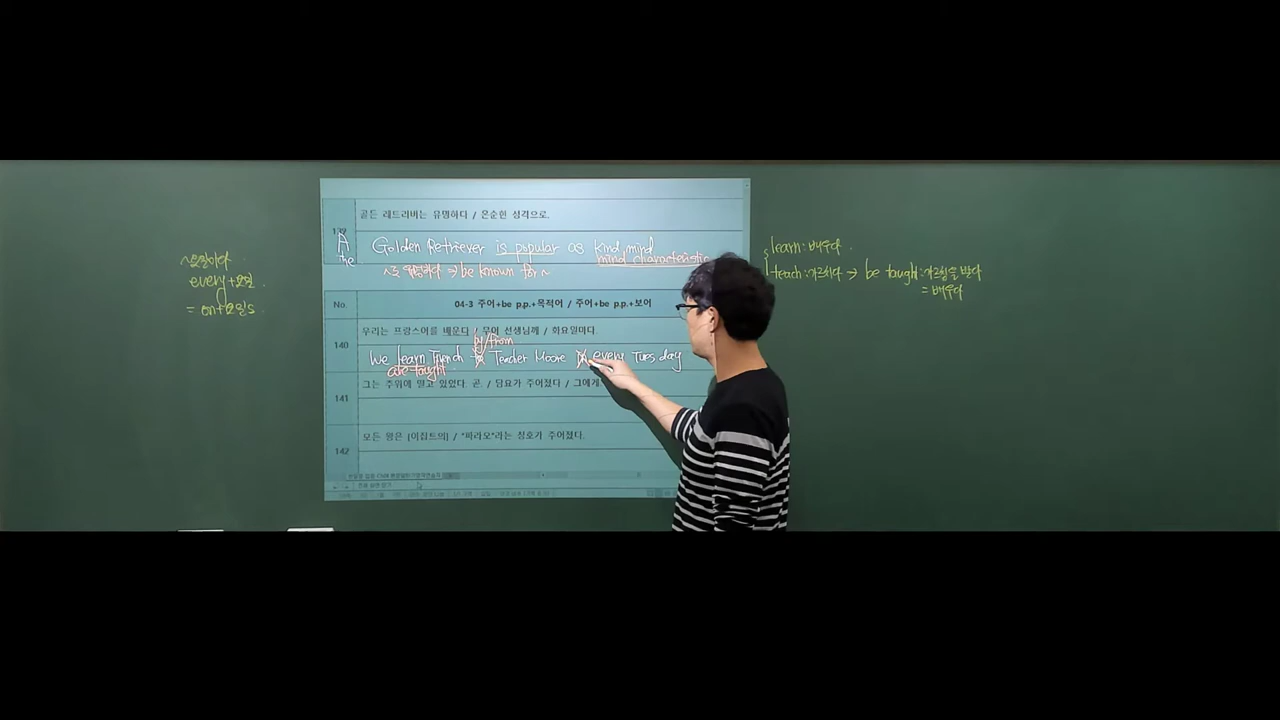 ~요일마다
every+요일
= on+요일s
골든 레트리버는 유명하다 / 온순한 성격으로.
139
A Golden Retriever is popular as kind mind
The
mind characteristic
~로 유명하다 => be known for ~
No.
04-3 주어+be p.p.+목적어 / 주어+be p.p.+보어
우리는 프랑스어를 배운다 / 무어 선생님께 / 화요일마다.
140
by/from
We learn French Teacher Moore every Tuesday
are taught
그는 주위에 떨고 있었다. 곧. / 담요가 주어졌다 / 그에게.
141
모든 왕은 [이집트의] / "파라오"라는 칭호가 주어졌다.
142
learn : 배우다
teach : 가르치다 => be taught : 가르침을 받다
= 배우다